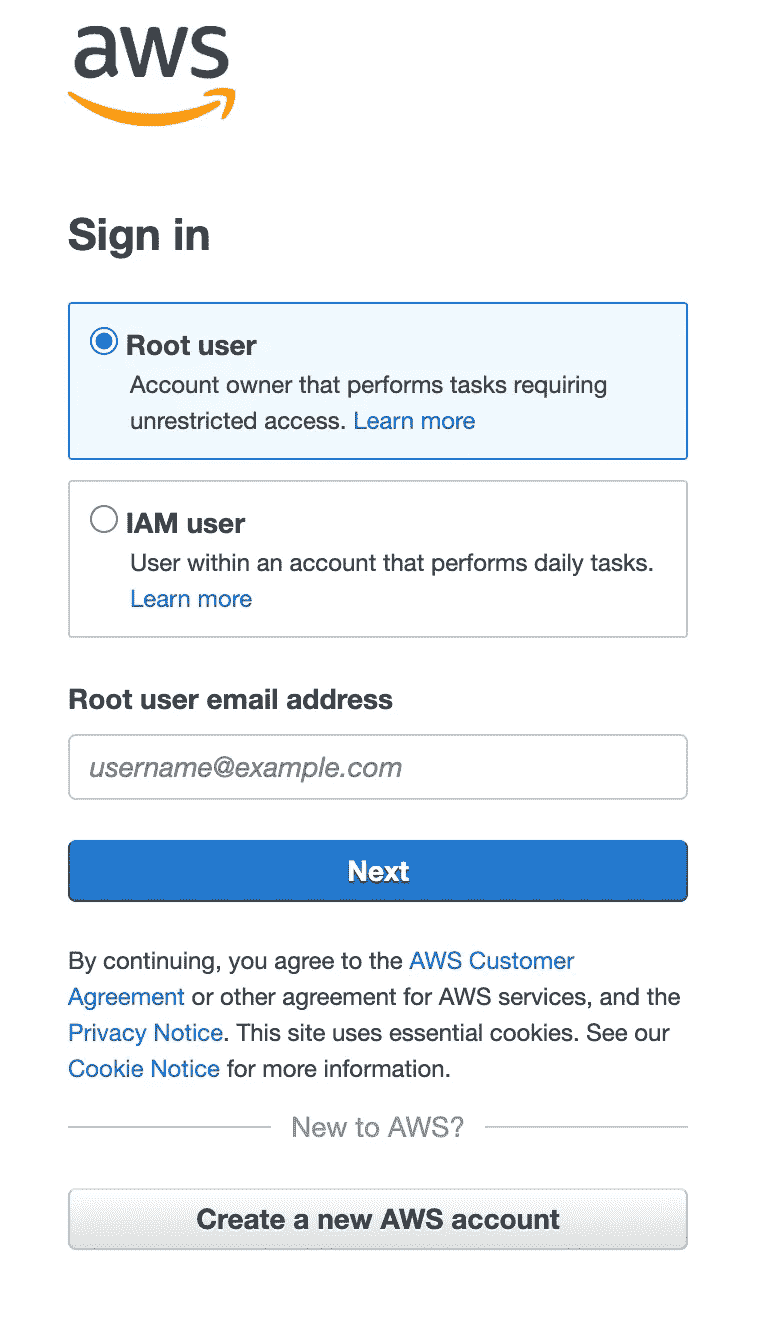 aws
Sign in
Root user
Account owner that performs tasks requiring
unrestricted access. Learn more
IAM user
User within an account that performs daily tasks.
Learn more
Root user email address
username@example.com
Next
By continuing, you agree to the AWS Customer
Agreement or other agreement for AWS services, and the
Privacy Notice. This site uses essential cookies. See our
Cookie Notice for more information.
New to AWS?
Create a new AWS account